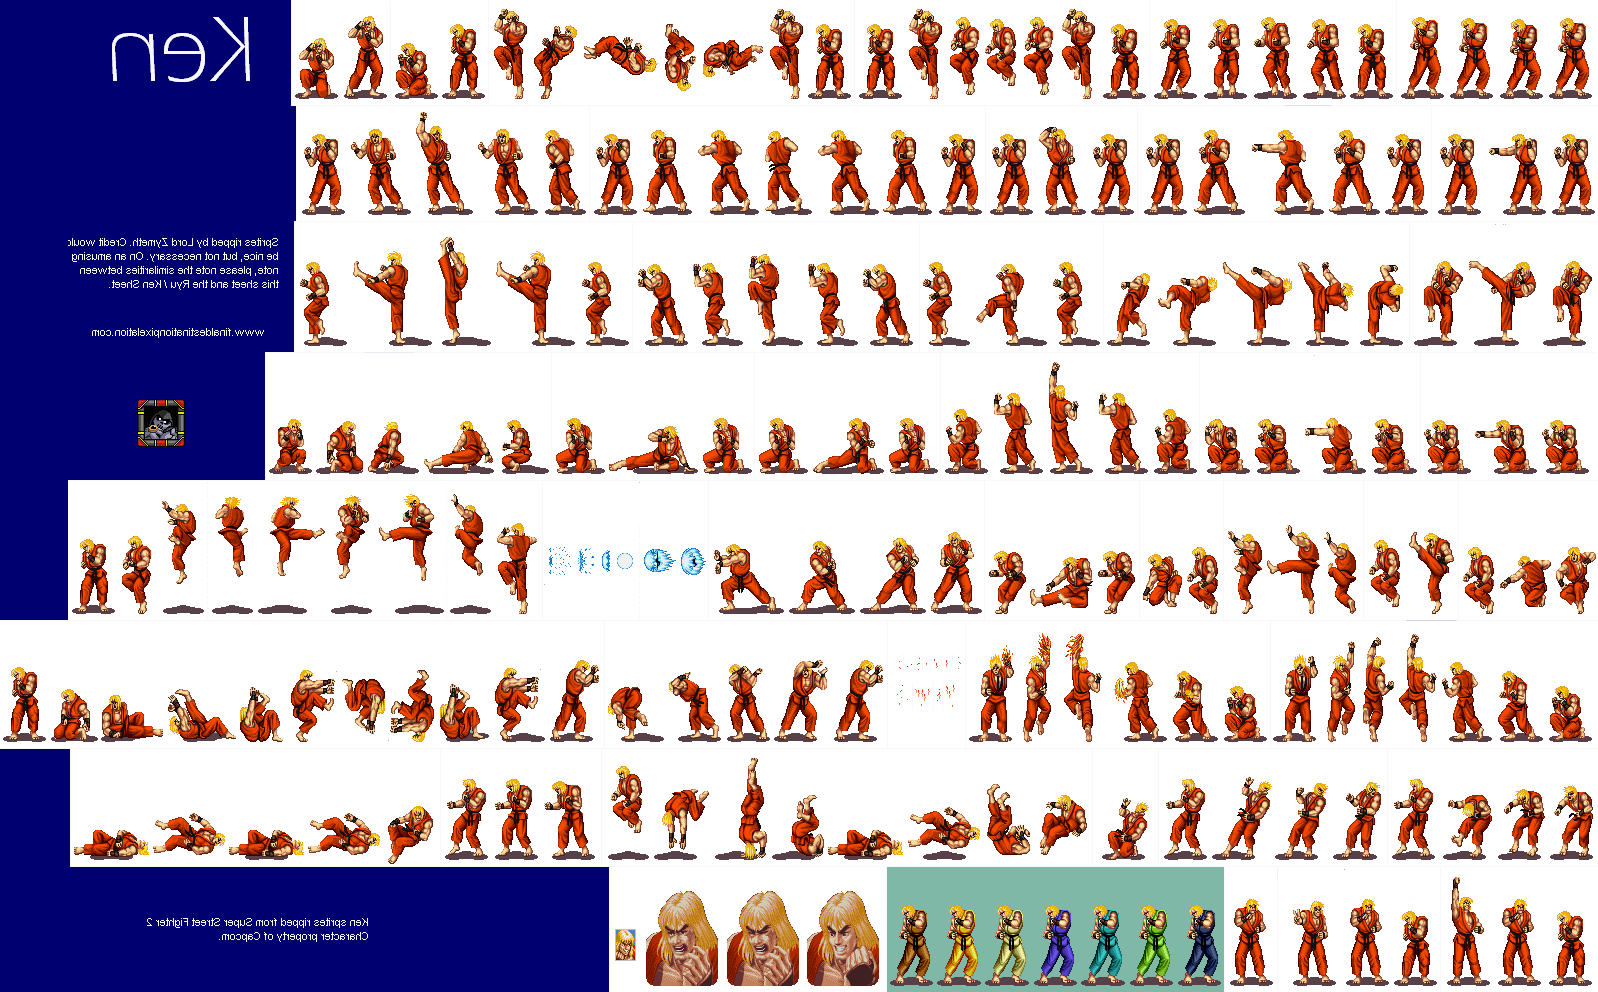 Ken
Sprites ripped by Lord Zymeth. Credit would
be nice, but not necessary. On an amusing
note, please note the similarities between
this sheet and the Ryu / Ken Sheet.
www.finaldestinationpixelation.com
Ken sprites ripped from Super Street Fighter 2
Character property of Capcom.